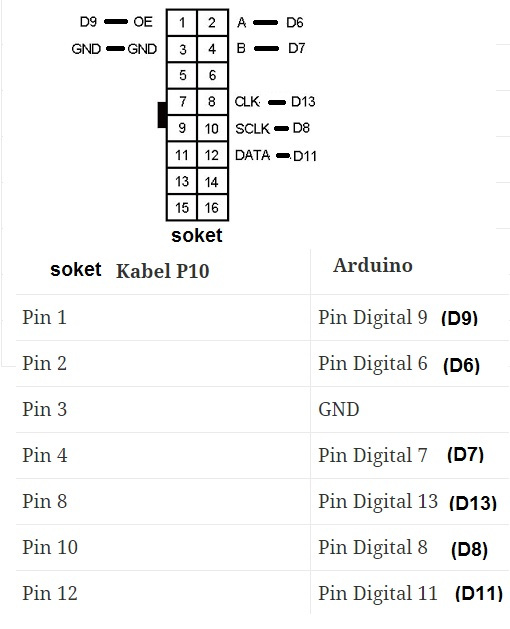 D9 OE 1 2 A D6
GND GND 3 4 B D7
5 6
7 8 CLK D13
9 10 SCLK D8
11 12 DATA D11
13 14
15 16
soket
soket Kabel P10 Arduino
Pin 1 Pin Digital 9 (D9)
Pin 2 Pin Digital 6 (D6)
Pin 3 GND
Pin 4 Pin Digital 7 (D7)
Pin 8 Pin Digital 13 (D13)
Pin 10 Pin Digital 8 (D8)
Pin 12 Pin Digital 11 (D11)